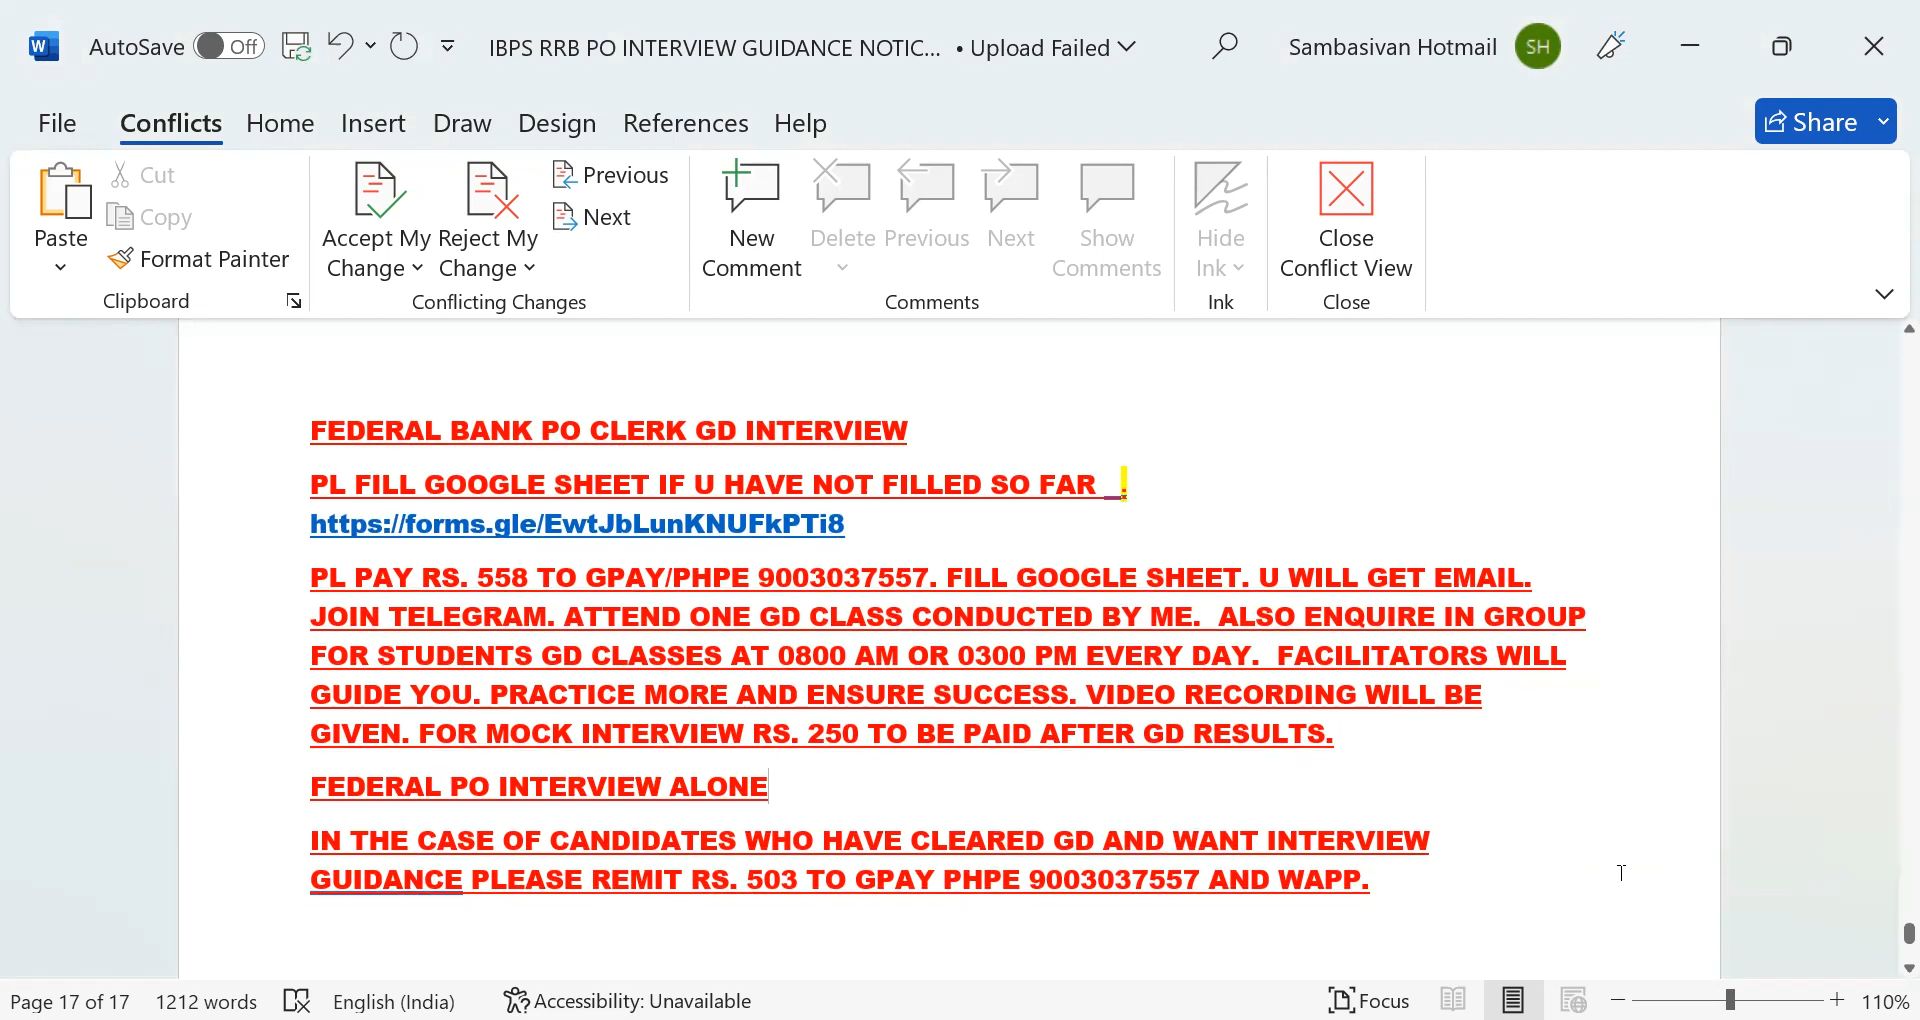 AutoSave Off IBPS RRB PO INTERVIEW GUIDANCE NOTIC... • Upload Failed Sambasivan Hotmail SH
File Conflicts Home Insert Draw Design References Help Share
Paste
Cut
Copy
Format Painter
Clipboard
Accept My Change
Reject My Change
Previous
Next
Conflicting Changes
New Comment
Delete
Previous
Next
Show Comments
Comments
Hide Ink
Ink
Close Conflict View
Close
FEDERAL BANK PO CLERK GD INTERVIEW
PL FILL GOOGLE SHEET IF U HAVE NOT FILLED SO FAR _!
https://forms.gle/EwtJbLunKNUFkPTi8
PL PAY RS. 558 TO GPAY/PHPE 9003037557. FILL GOOGLE SHEET. U WILL GET EMAIL.
JOIN TELEGRAM. ATTEND ONE GD CLASS CONDUCTED BY ME. ALSO ENQUIRE IN GROUP
FOR STUDENTS GD CLASSES AT 0800 AM OR 0300 PM EVERY DAY. FACILITATORS WILL
GUIDE YOU. PRACTICE MORE AND ENSURE SUCCESS. VIDEO RECORDING WILL BE
GIVEN. FOR MOCK INTERVIEW RS. 250 TO BE PAID AFTER GD RESULTS.
FEDERAL PO INTERVIEW ALONE
IN THE CASE OF CANDIDATES WHO HAVE CLEARED GD AND WANT INTERVIEW
GUIDANCE PLEASE REMIT RS. 503 TO GPAY PHPE 9003037557 AND WAPP.
Page 17 of 17 1212 words English (India) Accessibility: Unavailable Focus 110%